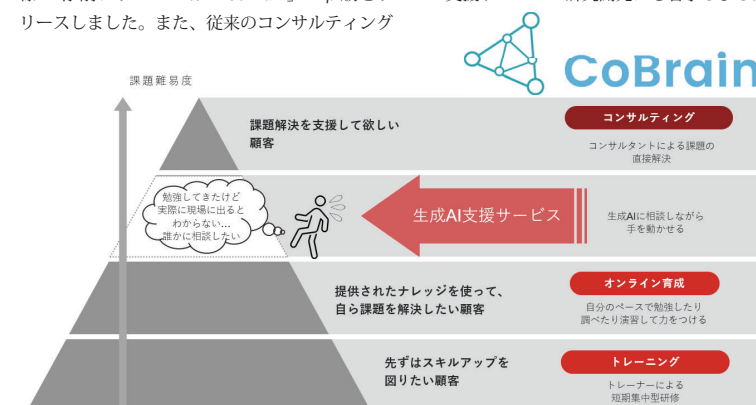 リースしました。また、従来のコンサルティング
CoBrain
課題難易度
課題解決を支援して欲しい
顧客
コンサルティング
コンサルタントによる課題の
直接解決
勉強してきたけど
実際に現場に出ると
わからない…
誰かに相談したい
生成AI支援サービス
生成AIに相談しながら
手を動かせる
提供されたナレッジを使って、
自ら課題を解決したい顧客
オンライン育成
自分のペースで勉強したり
調べたり演習して力をつける
先ずはスキルアップを
図りたい顧客
トレーニング
トレーナーによる
短期集中型研修